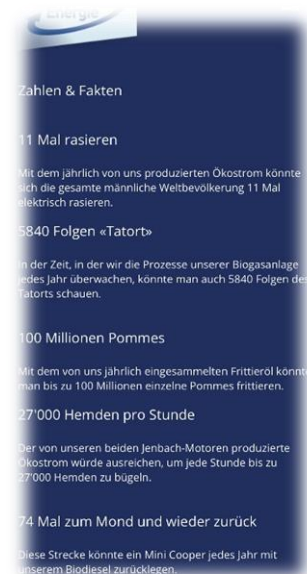 Energie
Zahlen & Fakten
11 Mal rasieren
Mit dem jährlich von uns produzierten Ökostrom könnte
sich die gesamte männliche Weltbevölkerung 11 Mal
elektrisch rasieren.
5840 Folgen «Tatort»
In der Zeit, in der wir die Prozesse unserer Biogasanlage
jedes Jahr überwachen, könnte man auch 5840 Folgen des
Tatorts schauen.
100 Millionen Pommes
Mit dem von uns jährlich eingesammelten Frittieröl könnte
man bis zu 100 Millionen einzelne Pommes frittieren.
27'000 Hemden pro Stunde
Der von unseren beiden Jenbach-Motoren produzierte
Ökostrom würde ausreichen, um jede Stunde bis zu
27'000 Hemden zu bügeln.
74 Mal zum Mond und wieder zurück
Diese Strecke könnte ein Mini Cooper jedes Jahr mit
unserem Biodiesel zurücklegen.